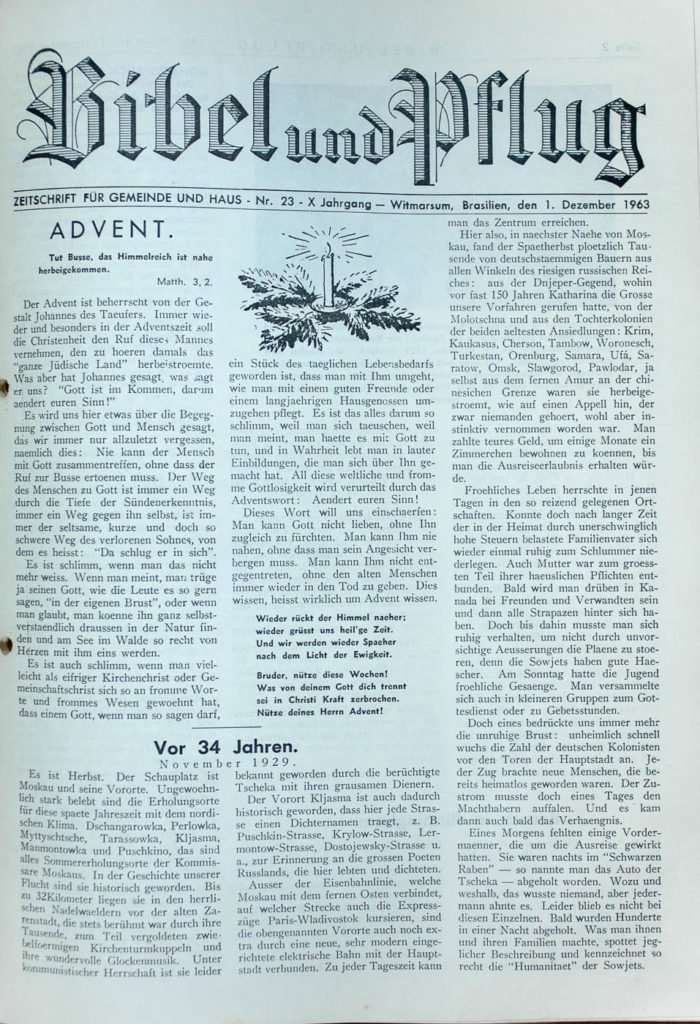 Bibel und Pflug
ZEITSCHRIFT FÜR GEMEINDE UND HAUS - Nr. 23 - X Jahrgang — Witmarsum, Brasilien, den 1. Dezember 1963
ADVENT.
Tut Busse, das Himmelreich ist nahe
herbeigekommen.
Matth. 3, 2.
Der Advent ist beherrscht von der Ge-
stalt Johannes des Taeufers. Immer wie-
der und besonders in der Adventszeit soll
die Christenheit den Ruf dieses Mannes
vernehmen, den zu hoeren damals das
"ganze Jüdische Land" herbeistroemte.
Was aber hat Johannes gesagt, was sagt
er uns? "Gott ist im Kommen, darum
aendert euren Sinn!"
Es wird uns hier etwas über die Begeg-
nung zwischen Gott und Mensch gesagt,
das wir immer nur allzuletzt vergessen,
naemlich dies: Nie kann der Mensch
mit Gott zusammentreffen, ohne dass der
Ruf zur Busse ertoenen muss. Der Weg
des Menschen zu Gott ist immer ein Weg
durch die Tiefe der Sündenerkenntnis,
immer ein Weg gegen ihn selbst, ist im-
mer der seltsame, kurze und doch so
schwere Weg des verlorenen Sohnes, von
dem es heisst: "Da schlug er in sich".
Es ist schlimm, wenn man das nicht
mehr weiss. Wenn man meint, man trüge
ja seinen Gott, wie die Leute es so gern
sagen, "in der eigenen Brust", oder wenn
man glaubt, man koenne ihn ganz selbst-
verstaendlich draussen in der Natur fin-
den und am See im Walde so recht von
Herzen mit ihm eins werden.
Es ist auch schlimm, wenn man viel-
leicht als eifriger Kirchenchrist oder Ge-
meinschaftschrist sich so an fromme Wor-
te und frommes Wesen gewoehnt hat,
dass einem Gott, wenn man so sagen darf,
ein Stück des taeglichen Lebensbedarfs
geworden ist, dass man mit Ihm umgeht,
wie man mit einem guten Freunde oder
einem langjaehrigen Hausgenossen um-
zugehen pflegt. Es ist das alles darum so
schlimm, weil man sich taeuschen, weil
man meint, man haette es mit Gott zu
tun, und in Wahrheit lebt man in lauter
Einbildungen, die man sich über Ihn ge-
macht hat. All diese weltliche und from-
me Gottlosigkeit wird verurteilt durch das
Adventswort: Aendert euren Sinn!
Dieses Wort will uns einschaerfen:
Man kann Gott nicht lieben, ohne Ihn
zugleich zu fürchten. Man kann Ihm nie
nahen, ohne dass man sein Angesicht ver-
bergen muss. Man kann Ihm nicht ent-
gegentreten, ohne den alten Menschen
immer wieder in den Tod zu geben. Dies
wissen, heisst wirklich um Advent wissen.
Wieder rückt der Himmel naeher;
wieder grüsst uns heil'ge Zeit.
Und wir werden wieder Spaeher
nach dem Licht der Ewigkeit.
Bruder, nütze diese Wochen!
Was von deinem Gott dich trennt
sei in Christi Kraft zerbrochen.
Nütze deines Herrn Advent!
Vor 34 Jahren.
November 1929.
Es ist Herbst. Der Schauplatz ist
Moskau und seine Vororte. Ungewoehn-
lich stark belebt sind die Erholungsorte
für diese spaete Jahreszeit mit dem nordi-
schen Klima. Dschangarowka, Perlowka,
Myttyschtsche, Tarassowka, Kljasma,
Mammontowka und Puschkino, das sind
alles Sommererholungsorte der Kommis-
sare Moskaus. In der Geschichte unserer
Flucht sind sie historisch geworden. Bis
zu 32Kilometer liegen sie in den herrli-
schen Nadelwaeldern vor der alten Za-
renstadt, die stets berühmt war durch ihre
Tausende, zum Teil vergoldeten zwie-
belfoermigen Kirchenturmkuppeln und
ihre wundervolle Glockenmusik. Unter
kommunistischer Herrschaft ist sie leider
bekannt geworden durch die berüchtigte
Tscheka mit ihren grausamen Dienern.
Der Vorort Kljasma ist auch dadurch
historisch geworden, dass hier jede Stras-
se einen Dichternamen traegt, z. B.
Puschkin-Strasse, Krylow-Strasse, Ler-
montow-Strasse, Dostojewsky-Strasse u.
a., zur Erinnerung an die grossen Poeten
Russlands, die hier lebten und dichteten.
Ausser der Eisenbahnlinie, welche
Moskau mit dem fernen Osten verbindet,
auf welcher Strecke auch die Express-
züge Paris-Wladivostok kursieren, sind
die obengenannten Vororte auch noch ex-
tra durch eine neue, sehr modern einge-
richtete elektrische Bahn mit der Haupt-
stadt verbunden. Zu jeder Tageszeit kann
man das Zentrum erreichen.
Hier also, in naechster Naehe von Mos-
kau, fand der Spaetherbst ploetzlich Tau-
sende von deutschstaemmigen Bauern aus
allen Winkeln des riesigen russischen Rei-
ches: aus der Dnjeper-Gegend, wohin
vor fast 150 Jahren Katharina die Grosse
unsere Vorfahren gerufen hatte, von der
Molotschna und aus den Tochterkolonien
der beiden aeltesten Ansiedlungen: Krim,
Kaukasus, Cherson, Tambow, Woronesch,
Turkestan, Orenburg, Samara, Ufá, Sa-
ratow, Omsk, Slawgorod, Pawlodar, ja
selbst aus dem fernen Amur an der chi-
nesischen Grenze waren sie herbeige-
stroemt, wie auf einen Appell hin, der
zwar niemanden gehoert, wohl aber in-
stinktiv vernommen worden war. Man
zahlte teures Geld, um einige Monate ein
Zimmerchen bewohnen zu koennen, bis
man die Ausreiseerlaubnis erhalten wür-
de.
Froehliches Leben herrschte in jenen
Tagen in den so reizend gelegenen Ort-
schaften. Konnte doch nach langer Zeit
der in der Heimat durch unerschwinglich
hohe Steuern belastete Familienvater sich
wieder einmal ruhig zum Schlummer nie-
derlegen. Auch Mutter war zum groess-
ten Teil ihrer haeuslichen Pflichten ent-
bunden. Bald wird man drüben in Ka-
nada bei Freunden und Verwandten sein
und dann alle Strapazen hinter sich ha-
ben. Doch bis dahin musste man sich
ruhig verhalten, um nicht durch unvor-
sichtige Aeusserungen die Plaene zu stoe-
ren, denn die Sowjets haben gute Hae-
scher. Am Sonntag hatte die Jugend
froehliche Gesaenge. Man versammelte
sich auch in kleineren Gruppen zum Got-
tesdienst oder zu Gebetsstunden.
Doch eines bedrückte uns immer mehr
die unruhige Brust: unheimlich schnell
wuchs die Zahl der deutschen Kolonisten
vor den Toren der Hauptstadt an. Je-
der Zug brachte neue Menschen, die be-
reits heimatlos geworden waren. Der Zu-
strom musste doch eines Tages den
Machthabern auffalen. Und es kam
dann auch bald das Verhaengnis.
Eines Morgens fehlten einige Vorder-
maenner, die um die Ausreise gewirkt
hatten. Sie waren nachts im "Schwarzen
Raben" — so nannte man das Auto der
Tscheka — abgeholt worden. Wozu und
weshalb, das wusste niemand, aber jeder-
mann ahnte es. Leider blieb es nicht bei
diesen Einzelnen. Bald wurden Hunderte
in einer Nacht abgeholt. Was man ihnen
und ihren Familien machte, spottet jeg-
licher Beschreibung und kennzeichnet so
recht die "Humanitaet" der Sowjets.